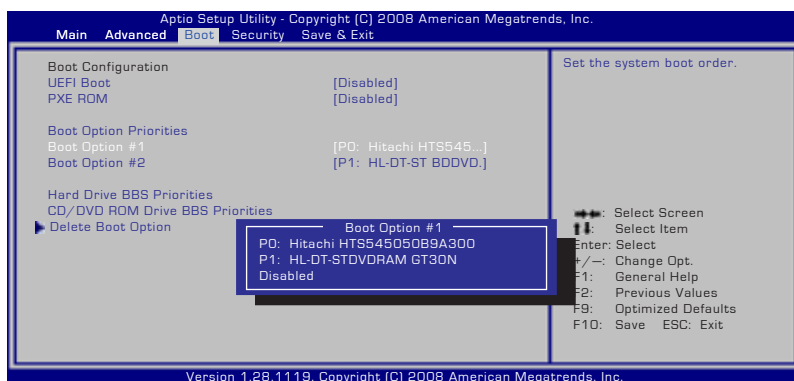 Aptio Setup Utility - Copyright (C) 2008 American Megatrends, Inc.
Main Advanced Boot Security Save & Exit
Boot Configuration
UEFI Boot [Disabled]
PXE ROM [Disabled]
Boot Option Priorities
Boot Option #1 [P0: Hitachi HTS545...]
Boot Option #2 [P1: HL-DT-ST BDDVD.]
Hard Drive BBS Priorities
CD/DVD ROM Drive BBS Priorities
Delete Boot Option
Boot Option #1
P0: Hitachi HTS545050B9A300
P1: HL-DT-STDVDRAM GT30N
Disabled
Set the system boot order.
: Select Screen
: Select Item
Enter: Select
+/—: Change Opt.
F1: General Help
F2: Previous Values
F9: Optimized Defaults
F10: Save ESC: Exit
Version 1.28.1119. Copyright (C) 2008 American Megatrends, Inc.